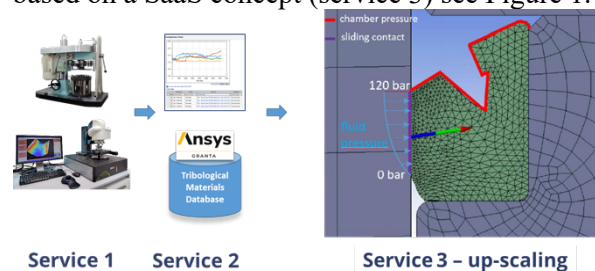 based on a SaaS concept (service 3) see Figure 1.
chamber pressure
sliding contact
120 bar
fluid
pressure
0 bar
Ansys
GRANTA
Tribological
Materials
Database
Service 1
Service 2
Service 3 – up-scaling